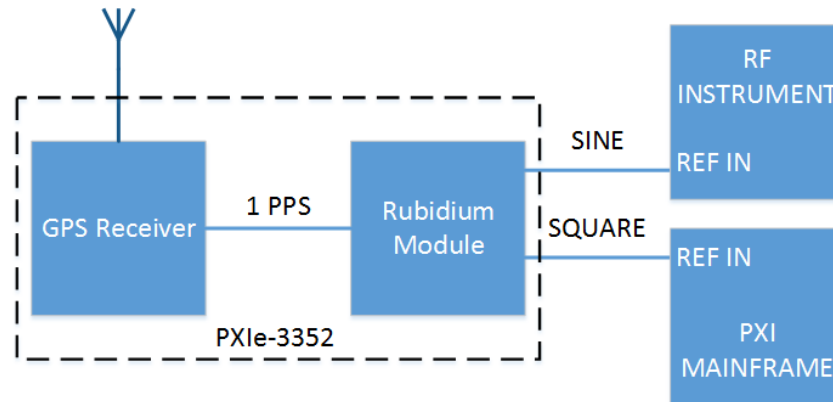 GPS Receiver
1 PPS
Rubidium
Module
PXIe-3352
SINE
SQUARE
RF
INSTRUMENT
REF IN
REF IN
PXI
MAINFRAME